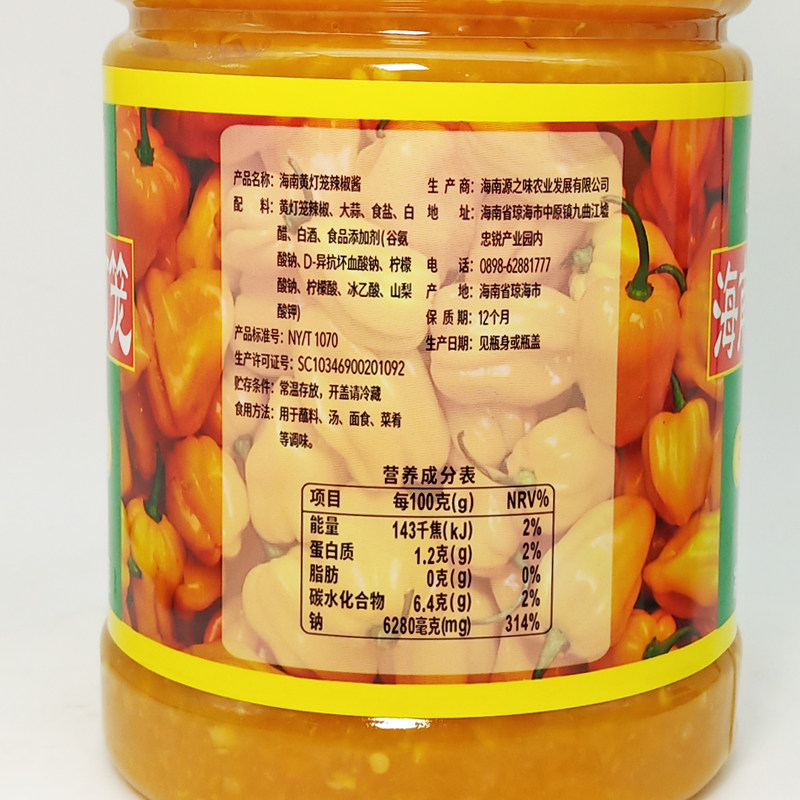 产品名称：海南黄灯笼辣椒酱
配　料：黄灯笼辣椒、大蒜、食盐、白
醋、白酒、食品添加剂(谷氨
酸钠、D-异抗坏血酸钠、柠檬
酸钠、柠檬酸、冰乙酸、山梨
酸钾)
产品标准号：NY/T 1070
生产许可证号：SC10346900201092
贮存条件：常温存放，开盖请冷藏
食用方法：用于蘸料、汤、面食、菜肴
等调味。
生 产 商：海南源之味农业发展有限公司
地　址：海南省琼海市中原镇九曲江墟
忠锐产业园内
电　话：0898-62881777
产　地：海南省琼海市
保 质 期：12个月
生产日期：见瓶身或瓶盖
营养成分表
项目 每100克(g) NRV%
能量 143千焦(kJ) 2%
蛋白质 1.2克(g) 2%
脂肪 0克(g) 0%
碳水化合物 6.4克(g) 2%
钠 6280毫克(mg) 314%
笼
海